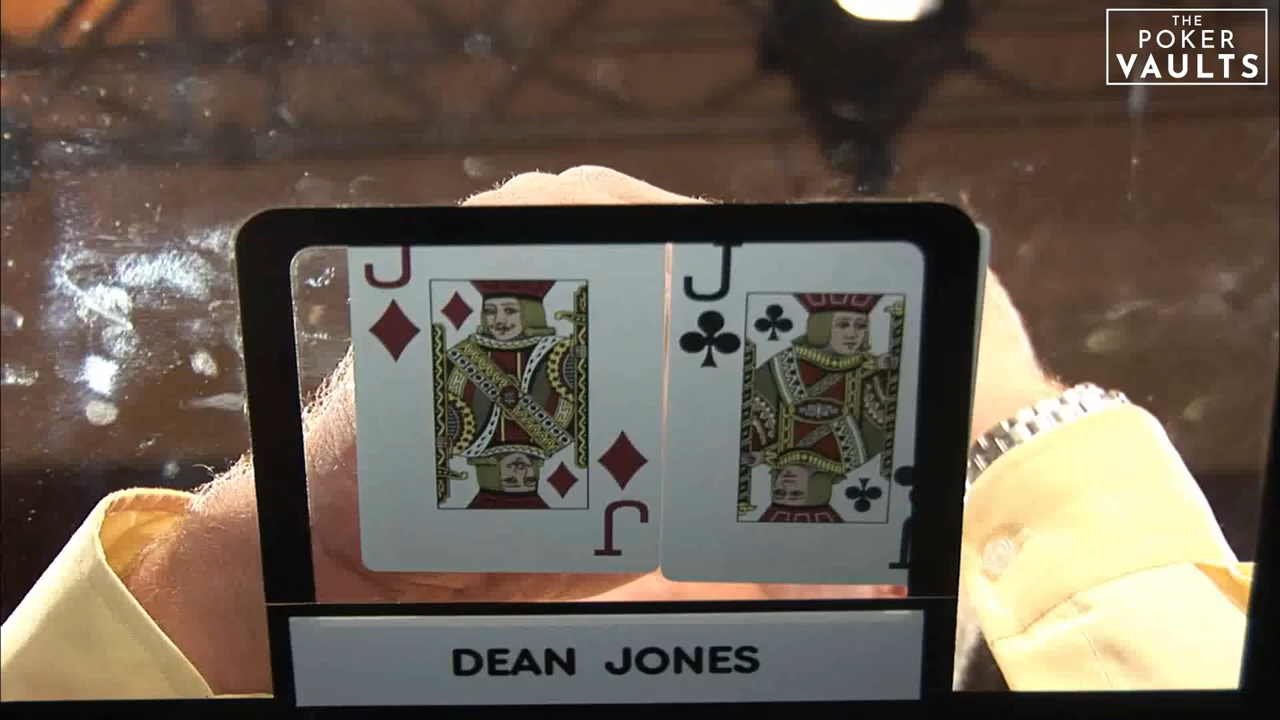 THE
POKER
VAULTS
J J
J
DEAN JONES